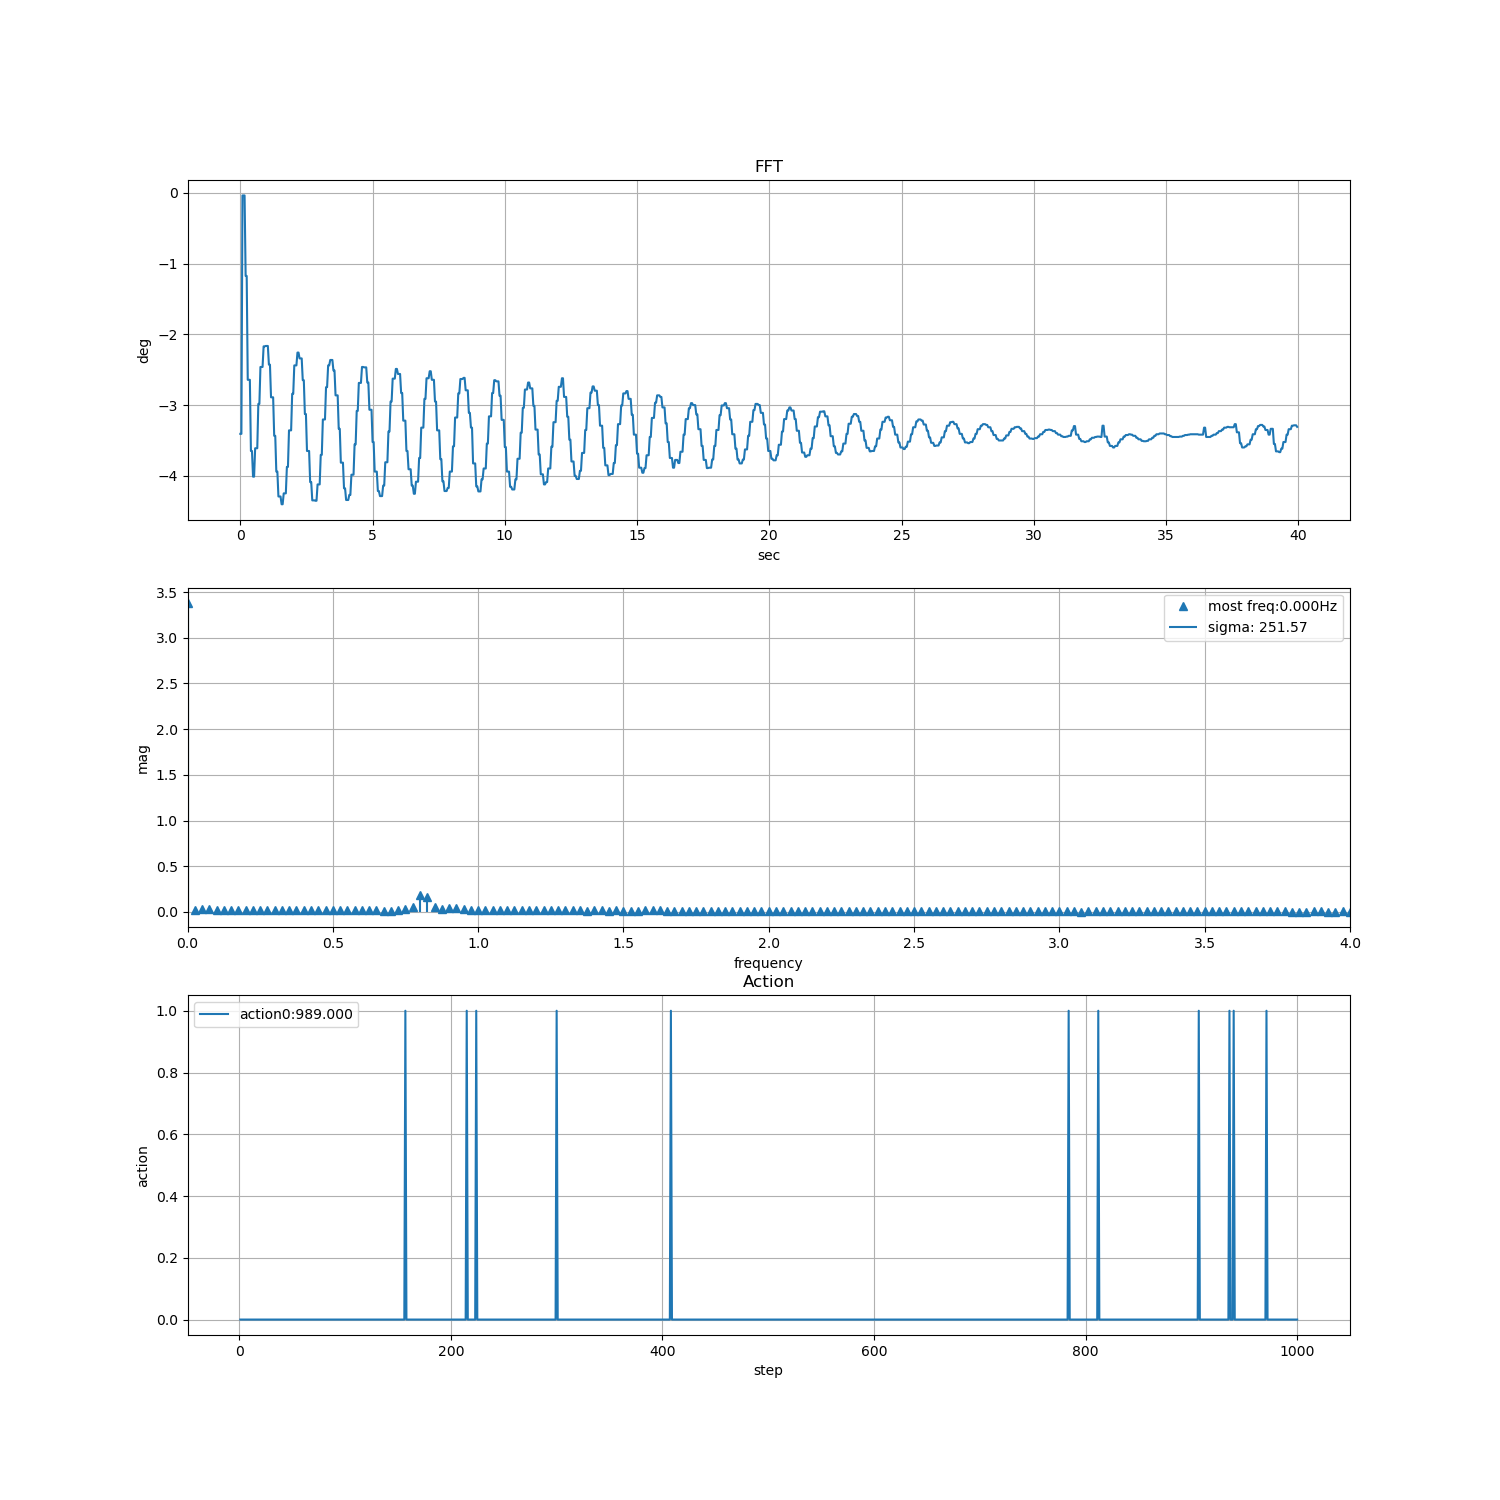 FFT
0
−1
−2
−3
−4
deg
0 5 10 15 20 25 30 35 40
sec
3.5
3.0
2.5
2.0
1.5
1.0
0.5
0.0
mag
most freq:0.000Hz
sigma: 251.57
0.0 0.5 1.0 1.5 2.0 2.5 3.0 3.5 4.0
frequency
Action
1.0
0.8
0.6
0.4
0.2
0.0
action
action0:989.000
0 200 400 600 800 1000
step